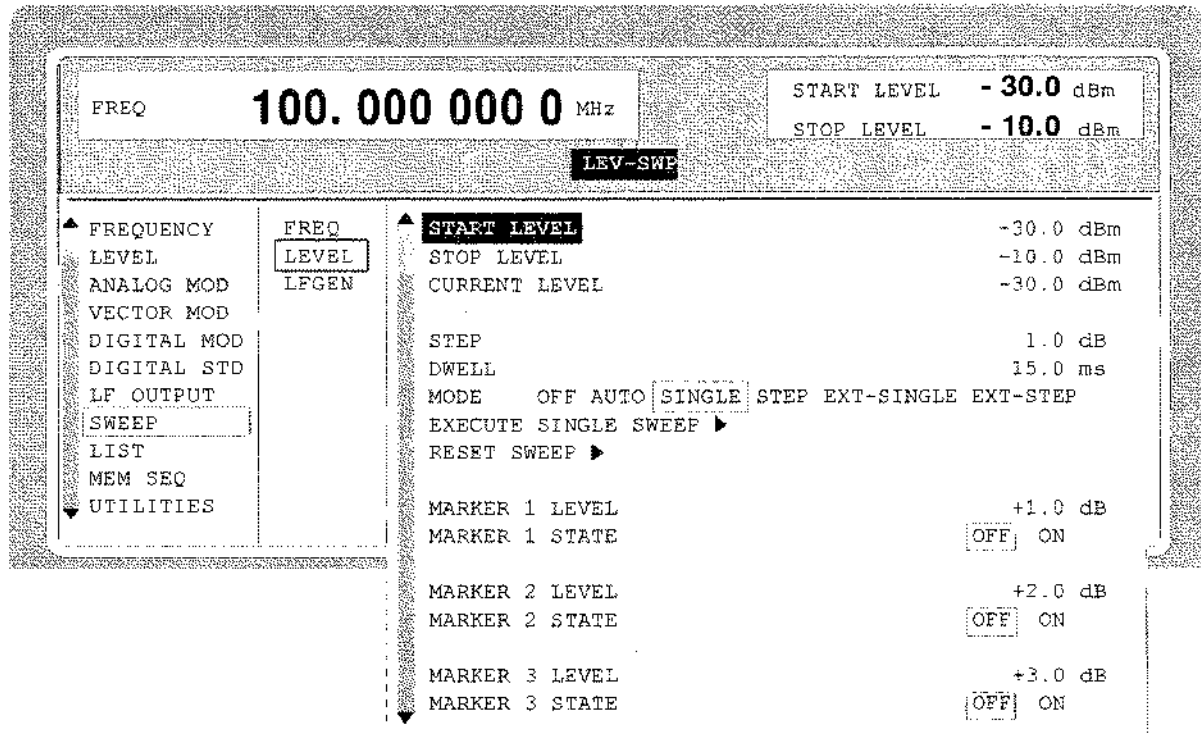 FREQ 100. 000 000 0 MHz
START LEVEL - 30.0 dBm
STOP LEVEL - 10.0 dBm
LEV-SWP
FREQUENCY
LEVEL
ANALOG MOD
VECTOR MOD
DIGITAL MOD
DIGITAL STD
LF OUTPUT
SWEEP
LIST
MEM SEQ
UTILITIES
FREQ
LEVEL
LFGEN
START LEVEL -30.0 dBm
STOP LEVEL -10.0 dBm
CURRENT LEVEL -30.0 dBm
STEP 1.0 dB
DWELL 15.0 ms
MODE OFF AUTO SINGLE STEP EXT-SINGLE EXT-STEP
EXECUTE SINGLE SWEEP
RESET SWEEP
MARKER 1 LEVEL +1.0 dB
MARKER 1 STATE OFF ON
MARKER 2 LEVEL +2.0 dB
MARKER 2 STATE OFF ON
MARKER 3 LEVEL +3.0 dB
MARKER 3 STATE OFF ON